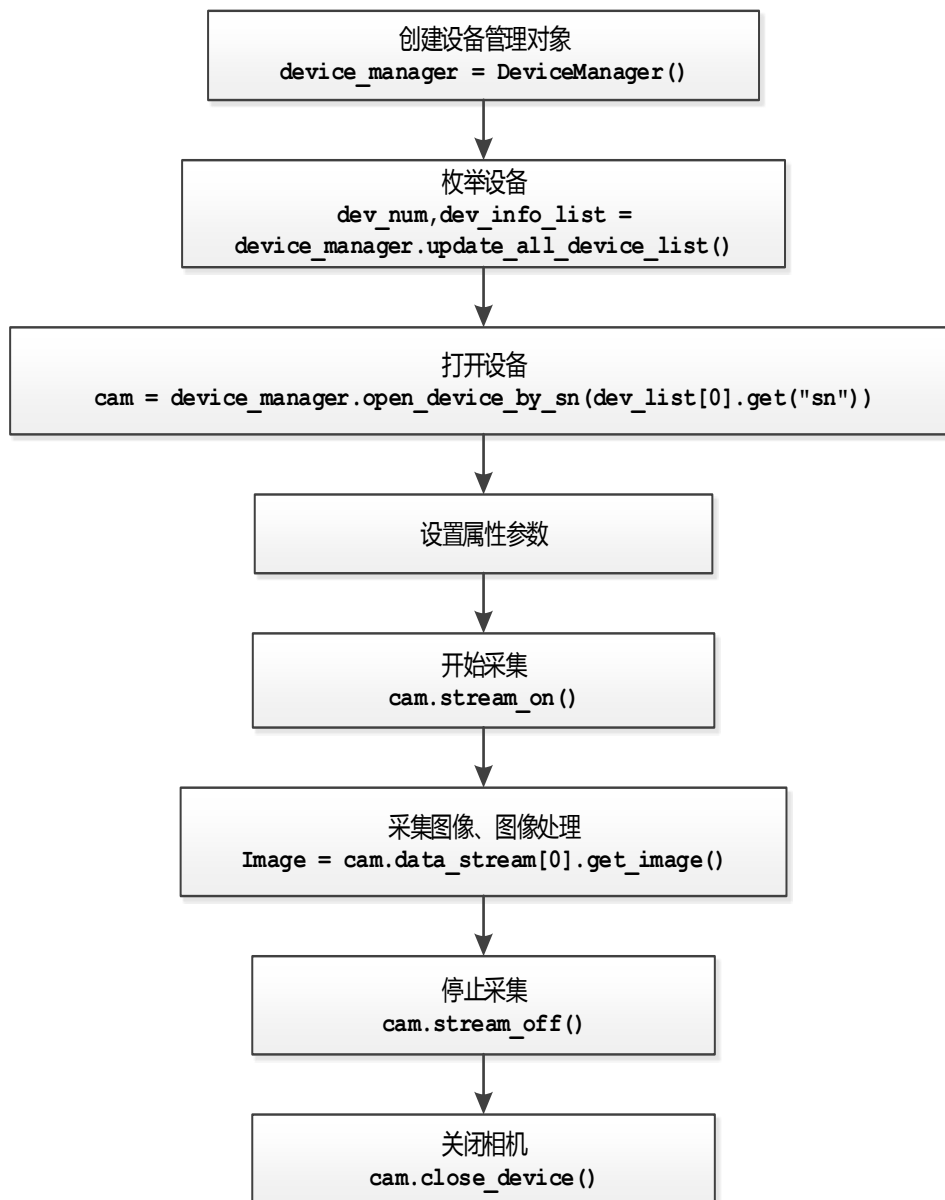 创建设备管理对象
device_manager = DeviceManager()
枚举设备
dev_num,dev_info_list =
device_manager.update_all_device_list()
打开设备
cam = device_manager.open_device_by_sn(dev_list[0].get("sn"))
设置属性参数
开始采集
cam.stream_on()
采集图像、图像处理
Image = cam.data_stream[0].get_image()
停止采集
cam.stream_off()
关闭相机
cam.close_device()